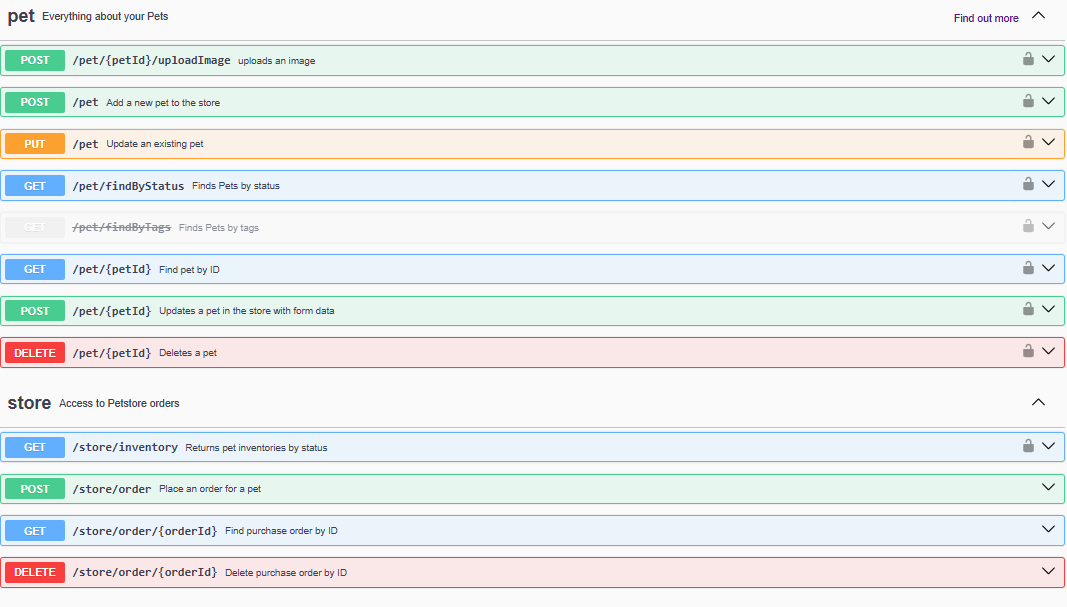 pet Everything about your Pets Find out more
POST /pet/{petId}/uploadImage uploads an image
POST /pet Add a new pet to the store
PUT /pet Update an existing pet
GET /pet/findByStatus Finds Pets by status
GET /pet/findByTags Finds Pets by tags
GET /pet/{petId} Find pet by ID
POST /pet/{petId} Updates a pet in the store with form data
DELETE /pet/{petId} Deletes a pet
store Access to Petstore orders
GET /store/inventory Returns pet inventories by status
POST /store/order Place an order for a pet
GET /store/order/{orderId} Find purchase order by ID
DELETE /store/order/{orderId} Delete purchase order by ID